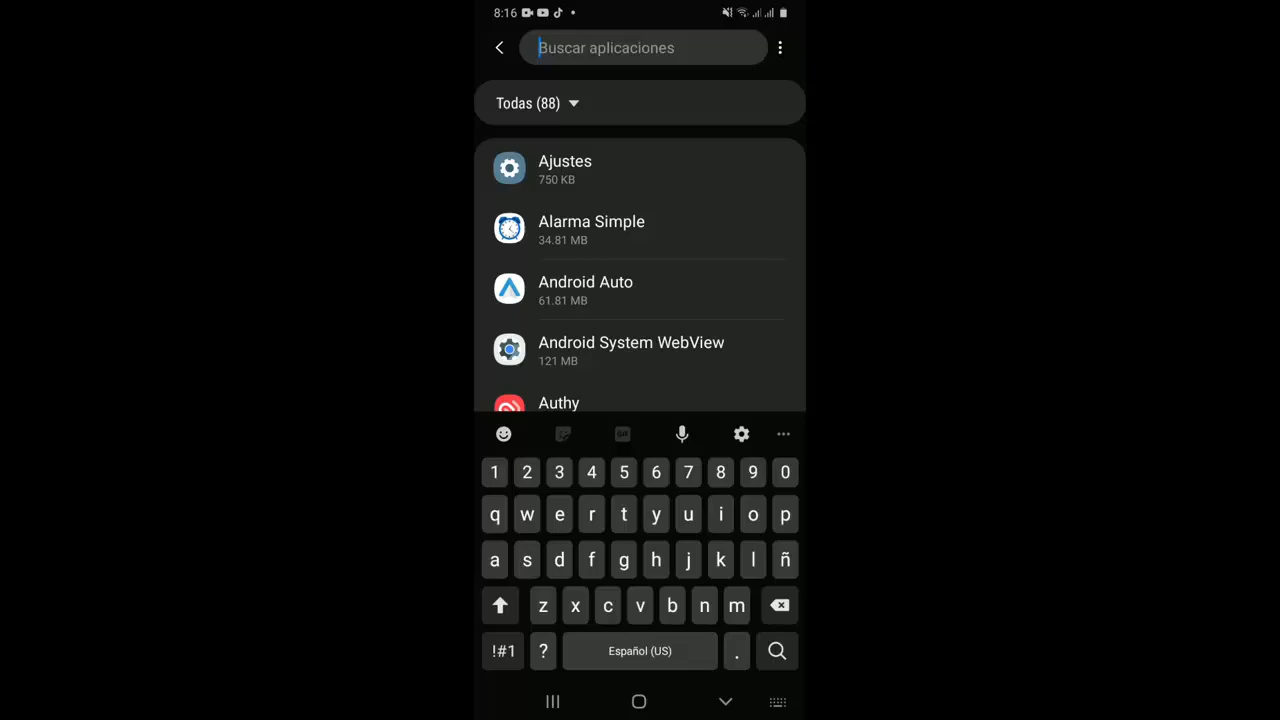 8:16
Buscar aplicaciones
Todas (88)
Ajustes
750 KB
Alarma Simple
34.81 MB
Android Auto
61.81 MB
Android System WebView
121 MB
Authy
GIF
1 2 3 4 5 6 7 8 9 0
q w e r t y u i o p
a s d f g h j k l ñ
z x c v b n m
!#1 ? Español (US) .